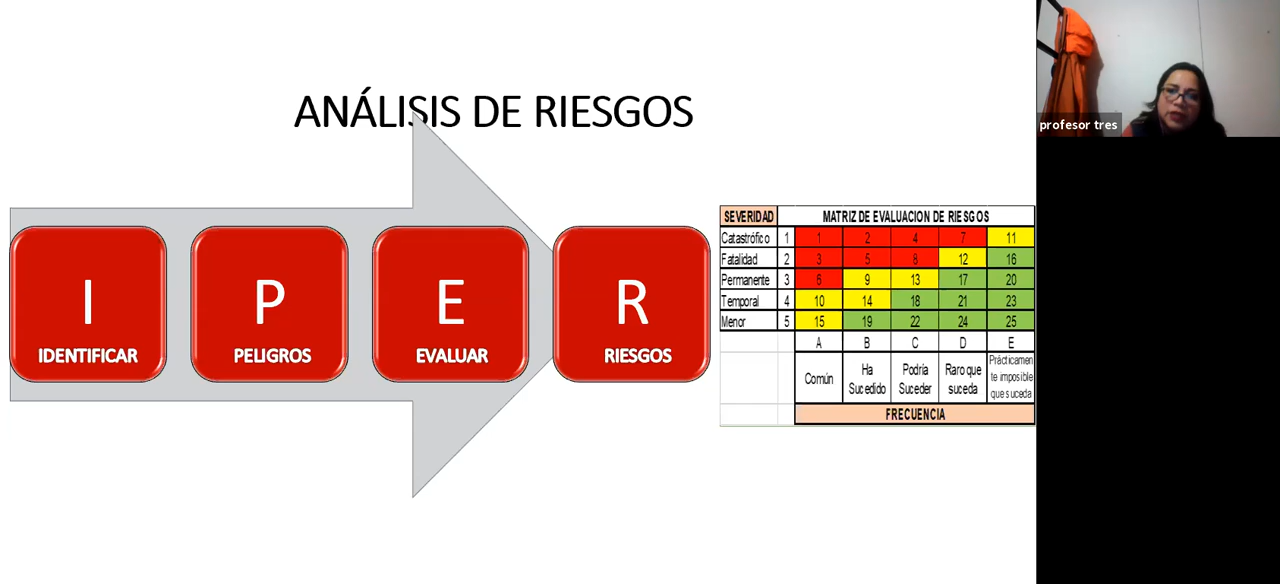 ANÁLISIS DE RIESGOS
I
IDENTIFICAR
P
PELIGROS
E
EVALUAR
R
RIESGOS
SEVERIDAD MATRIZ DE EVALUACION DE RIESGOS
Catastrófico 1 1 2 4 7 11
Fatalidad 2 3 5 8 12 16
Permanente 3 6 9 13 17 20
Temporal 4 10 14 18 21 23
Menor 5 15 19 22 24 25
A B C D E
Común
Ha
Sucedido
Podría
Suceder
Raro que
suceda
Prácticamen
te imposible
que suceda
FRECUENCIA
profesor tres